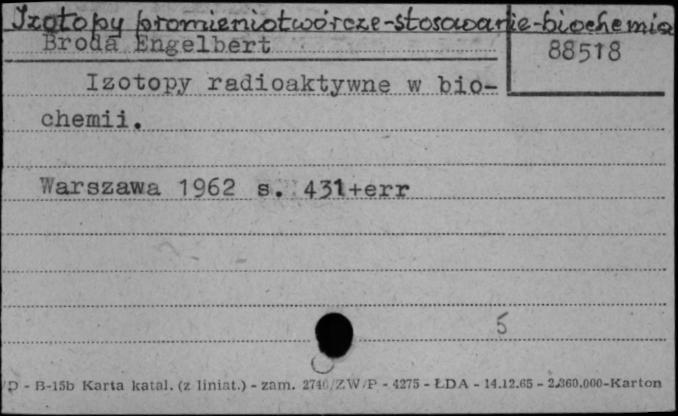 Izotopy promieniotwórcze-stosowanie-biochemia
Broda Engelbert
88518
Izotopy radioaktywne w bio-
chemii.
Warszawa 1962 s. 431+err
5
/D - B-15b Karta katal. (z liniat.) - zam. 2746/ZW/P - 4275 - ŁDA - 14.12.65 - 2.360.000-Karton